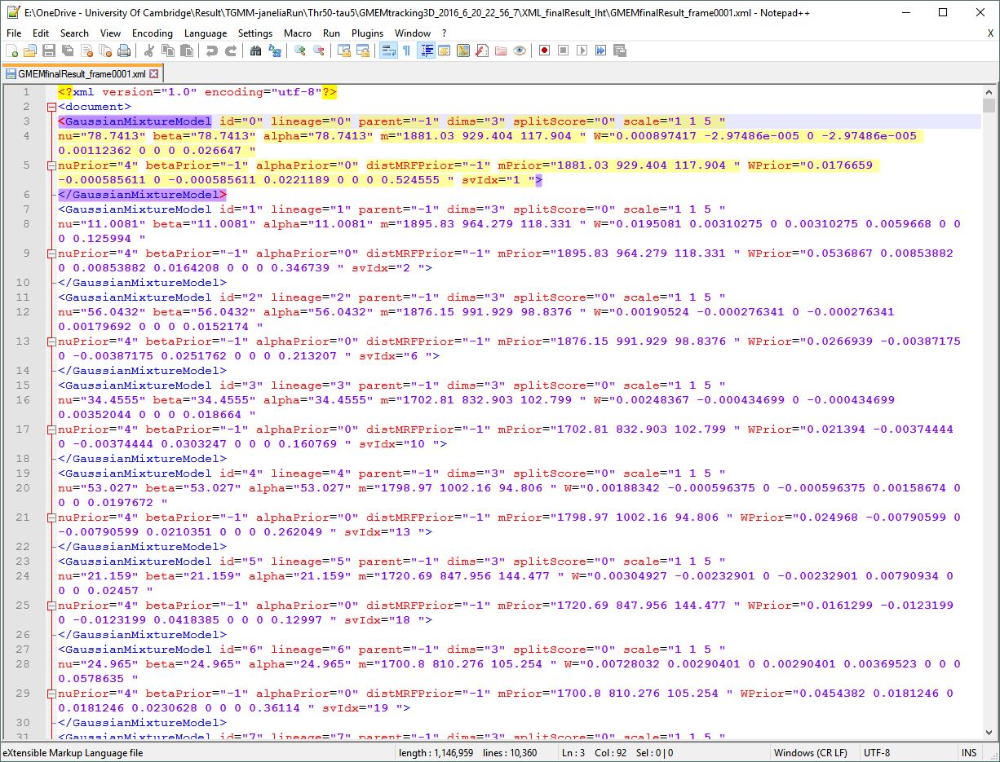 E:\OneDrive - University Of Cambridge\Result\TGMM-janeliaRun\Thr50-tau5\GMEMtracking3D_2016_6_20_22_56_7\XML_finalResult_lht\GMEMfinalResult_frame0001.xml - Notepad++
File Edit Search View Encoding Language Settings Macro Run Plugins Window ? X
GMEMfinalResult_frame0001.xml
1 <?xml version="1.0" encoding="utf-8"?>
2 <document>
3 <GaussianMixtureModel id="0" lineage="0" parent="-1" dims="3" splitScore="0" scale="1 1 5 "
4 nu="78.7413" beta="78.7413" alpha="78.7413" m="1881.03 929.404 117.904 " W="0.000897417 -2.97486e-005 0 -2.97486e-005
0.00112362 0 0 0 0.026647 "
5 nuPrior="4" betaPrior="-1" alphaPrior="0" distMRFPrior="-1" mPrior="1881.03 929.404 117.904 " WPrior="0.0176659
-0.000585611 0 -0.000585611 0.0221189 0 0 0 0.524555 " svIdx="1 ">
6 </GaussianMixtureModel>
7 <GaussianMixtureModel id="1" lineage="1" parent="-1" dims="3" splitScore="0" scale="1 1 5 "
8 nu="11.0081" beta="11.0081" alpha="11.0081" m="1895.83 964.279 118.331 " W="0.0195081 0.00310275 0 0.00310275 0.0059668 0 0
0 0.125994 "
9 nuPrior="4" betaPrior="-1" alphaPrior="0" distMRFPrior="-1" mPrior="1895.83 964.279 118.331 " WPrior="0.0536867 0.00853882
0 0.00853882 0.0164208 0 0 0 0.346739 " svIdx="2 ">
10 </GaussianMixtureModel>
11 <GaussianMixtureModel id="2" lineage="2" parent="-1" dims="3" splitScore="0" scale="1 1 5 "
12 nu="56.0432" beta="56.0432" alpha="56.0432" m="1876.15 991.929 98.8376 " W="0.00190524 -0.000276341 0 -0.000276341
0.00179692 0 0 0 0.0152174 "
13 nuPrior="4" betaPrior="-1" alphaPrior="0" distMRFPrior="-1" mPrior="1876.15 991.929 98.8376 " WPrior="0.0266939 -0.00387175
0 -0.00387175 0.0251762 0 0 0 0.213207 " svIdx="6 ">
14 </GaussianMixtureModel>
15 <GaussianMixtureModel id="3" lineage="3" parent="-1" dims="3" splitScore="0" scale="1 1 5 "
16 nu="34.4555" beta="34.4555" alpha="34.4555" m="1702.81 832.903 102.799 " W="0.00248367 -0.000434699 0 -0.000434699
0.00352044 0 0 0 0.018664 "
17 nuPrior="4" betaPrior="-1" alphaPrior="0" distMRFPrior="-1" mPrior="1702.81 832.903 102.799 " WPrior="0.021394 -0.00374444
0 -0.00374444 0.0303247 0 0 0 0.160769 " svIdx="10 ">
18 </GaussianMixtureModel>
19 <GaussianMixtureModel id="4" lineage="4" parent="-1" dims="3" splitScore="0" scale="1 1 5 "
20 nu="53.027" beta="53.027" alpha="53.027" m="1798.97 1002.16 94.806 " W="0.00188342 -0.000596375 0 -0.000596375 0.00158674 0
0 0 0.0197672 "
21 nuPrior="4" betaPrior="-1" alphaPrior="0" distMRFPrior="-1" mPrior="1798.97 1002.16 94.806 " WPrior="0.024968 -0.00790599 0
-0.00790599 0.0210351 0 0 0 0.262049 " svIdx="13 ">
22 </GaussianMixtureModel>
23 <GaussianMixtureModel id="5" lineage="5" parent="-1" dims="3" splitScore="0" scale="1 1 5 "
24 nu="21.159" beta="21.159" alpha="21.159" m="1720.69 847.956 144.477 " W="0.00304927 -0.00232901 0 -0.00232901 0.00790934 0
0 0 0.02457 "
25 nuPrior="4" betaPrior="-1" alphaPrior="0" distMRFPrior="-1" mPrior="1720.69 847.956 144.477 " WPrior="0.0161299 -0.0123199
0 -0.0123199 0.0418385 0 0 0 0.12997 " svIdx="18 ">
26 </GaussianMixtureModel>
27 <GaussianMixtureModel id="6" lineage="6" parent="-1" dims="3" splitScore="0" scale="1 1 5 "
28 nu="24.965" beta="24.965" alpha="24.965" m="1700.8 810.276 105.254 " W="0.00728032 0.00290401 0 0.00290401 0.00369523 0 0 0
0.0578635 "
29 nuPrior="4" betaPrior="-1" alphaPrior="0" distMRFPrior="-1" mPrior="1700.8 810.276 105.254 " WPrior="0.0454382 0.0181246 0
0.0181246 0.0230628 0 0 0 0.36114 " svIdx="19 ">
30 </GaussianMixtureModel>
31 <GaussianMixtureModel id="7" lineage="7" parent="-1" dims="3" splitScore="0" scale="1 1 5 "
eXtensible Markup Language file length : 1,146,959 lines : 10,360 Ln : 3 Col : 92 Sel : 0 | 0 Windows (CR LF) UTF-8 INS